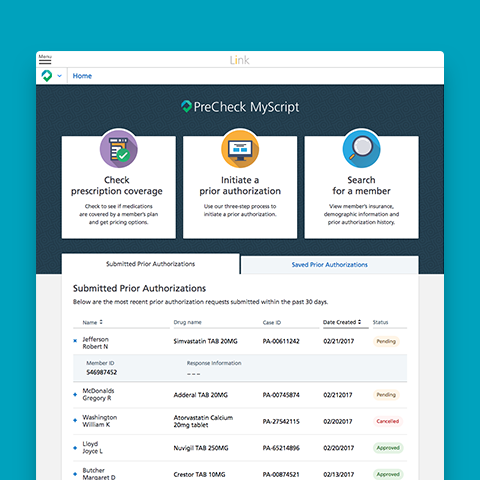 Menu
Link
Home
PreCheck MyScript
Check
prescription coverage
Check to see if medications
are covered by a member's plan
and get pricing options.
Initiate a
prior authorization
Use our three-step process to
initiate a prior authorization.
Search
for a member
View member's insurance,
demographic information and
prior authorization history.
Submitted Prior Authorizations
Saved Prior Authorizations
Submitted Prior Authorizations
Below are the most recent prior authorization requests submitted within the past 30 days.
Name Drug name Case ID Date Created Status
Jefferson
Robert N
Simvastatin TAB 20MG PA-00611242 02/21/2017 Pending
Member ID Response Information
546987452 _ _ _
McDonalds
Gregory R
Adderal TAB 20MG PA-00745874 02/212017 Pending
Washington
William K
Atorvastatin Calcium
20mg tablet
PA-27542115 02/202017 Cancelled
Lloyd
Joyce L
Nuvigil TAB 250MG PA-65214896 02/20/2017 Approved
Butcher
Margaret D
Crestor TAB 10MG PA-00874521 02/13/2017 Approved